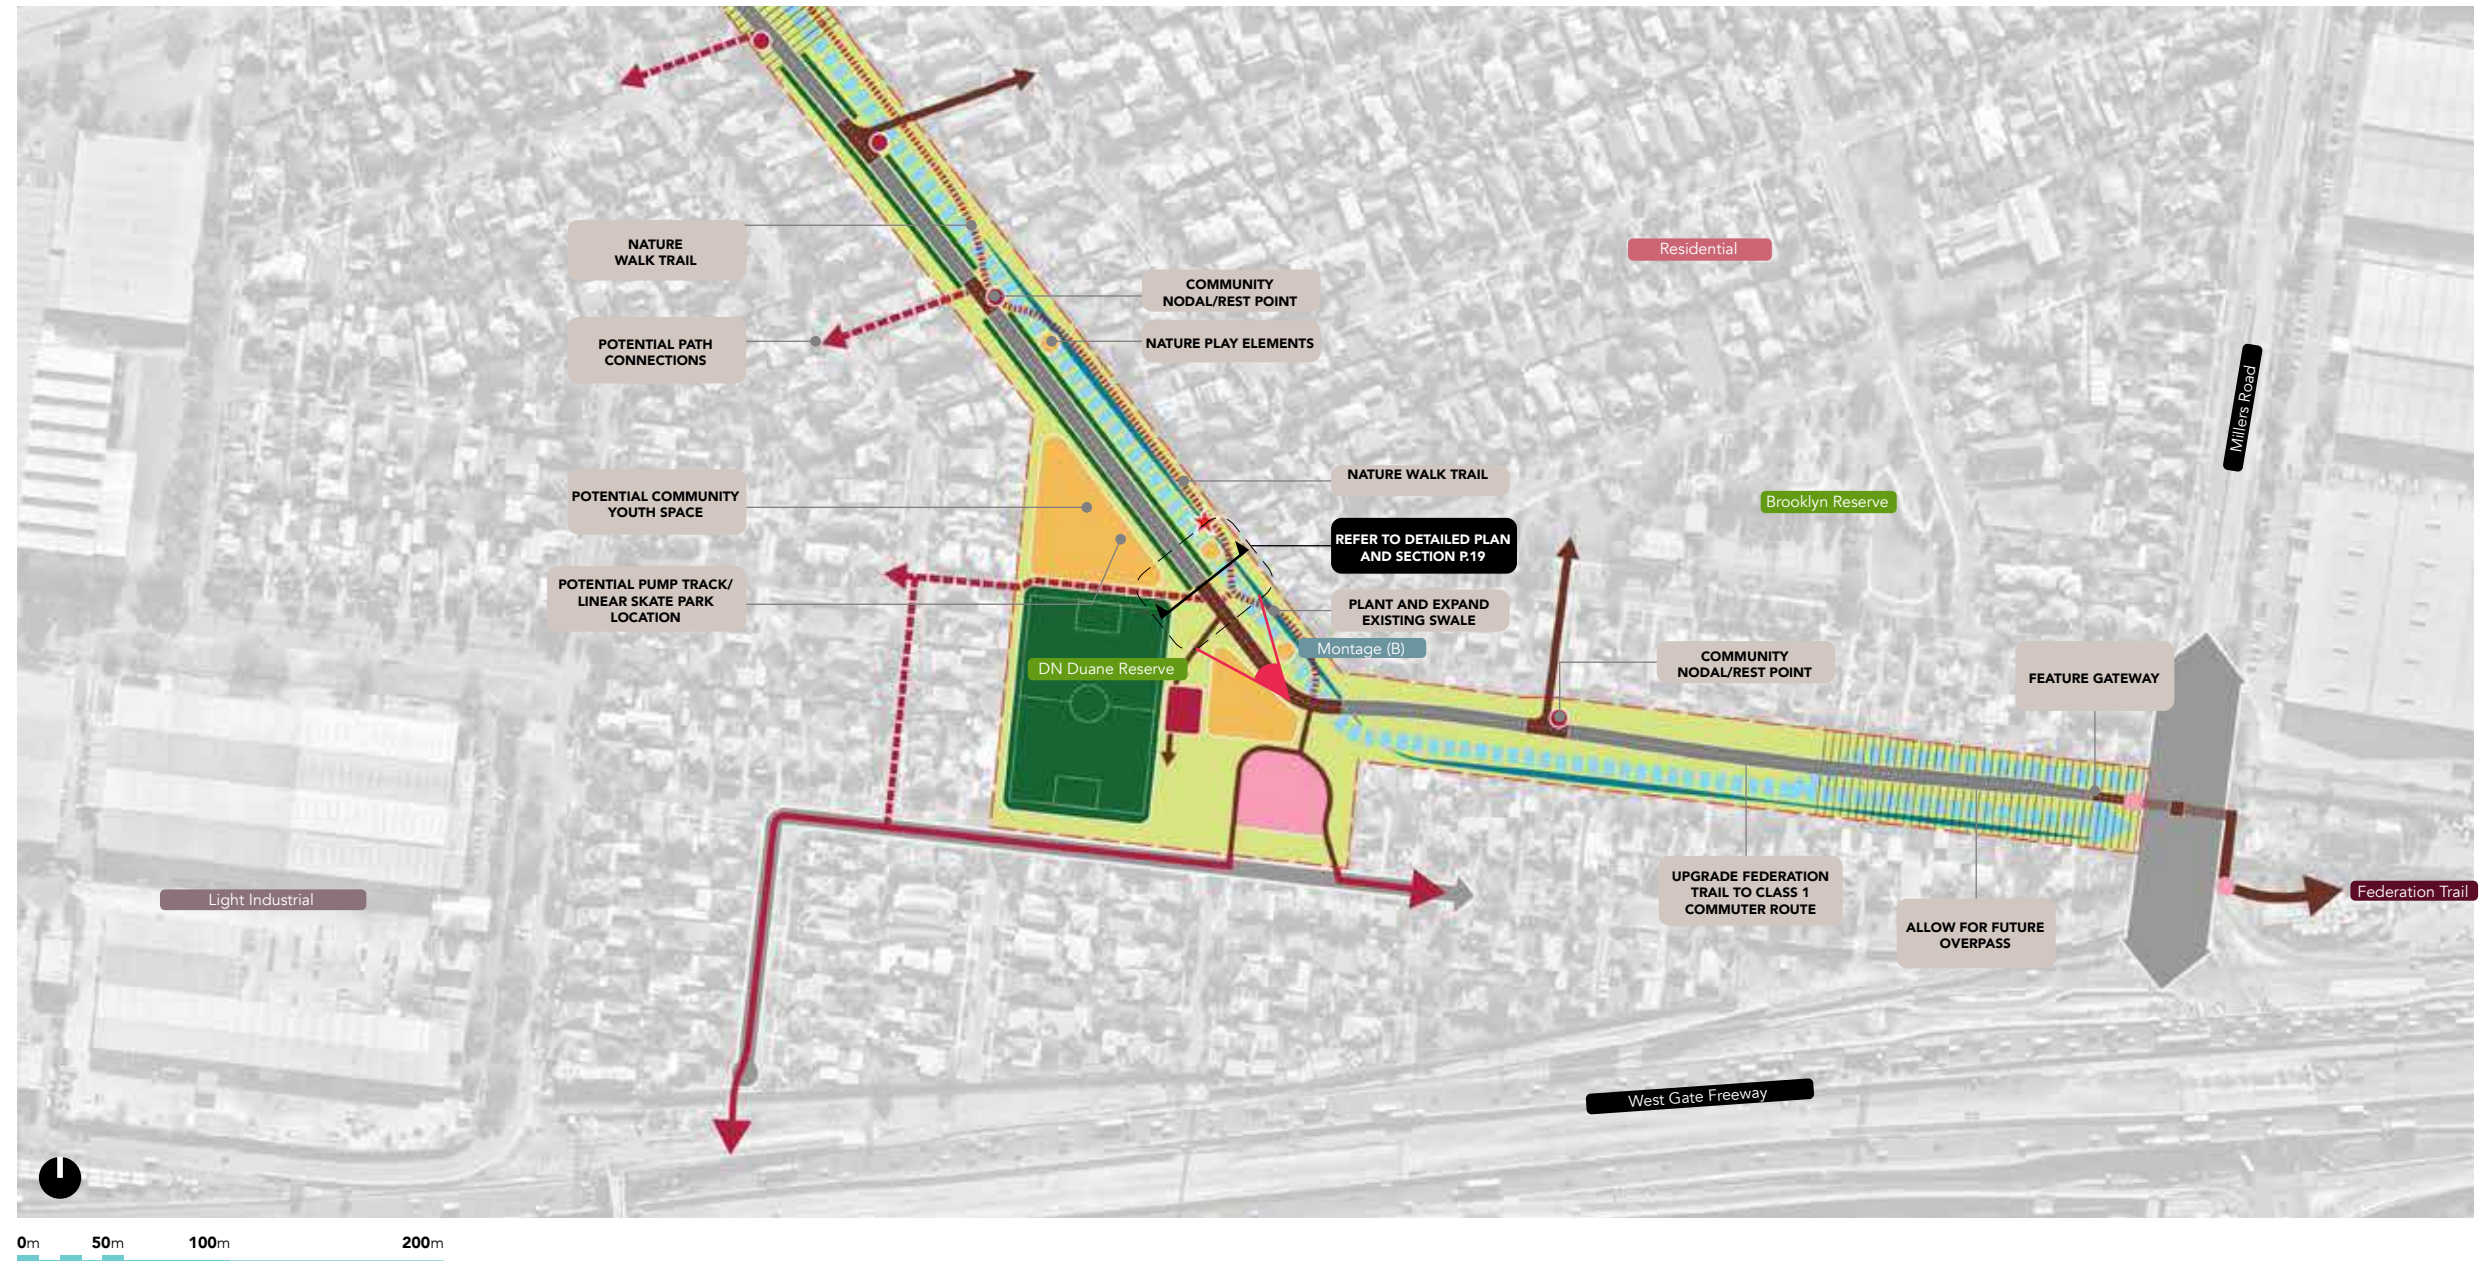 NATURE
WALK TRAIL
COMMUNITY
NODAL/REST POINT
Residential
POTENTIAL PATH
CONNECTIONS
NATURE PLAY ELEMENTS
Millers Road
POTENTIAL COMMUNITY
YOUTH SPACE
NATURE WALK TRAIL
Brooklyn Reserve
REFER TO DETAILED PLAN
AND SECTION P.19
POTENTIAL PUMP TRACK/
LINEAR SKATE PARK
LOCATION
PLANT AND EXPAND
EXISTING SWALE
Montage (B)
DN Duane Reserve
COMMUNITY
NODAL/REST POINT
FEATURE GATEWAY
Light Industrial
UPGRADE FEDERATION
TRAIL TO CLASS 1
COMMUTER ROUTE
Federation Trail
ALLOW FOR FUTURE
OVERPASS
West Gate Freeway
0m 50m 100m 200m